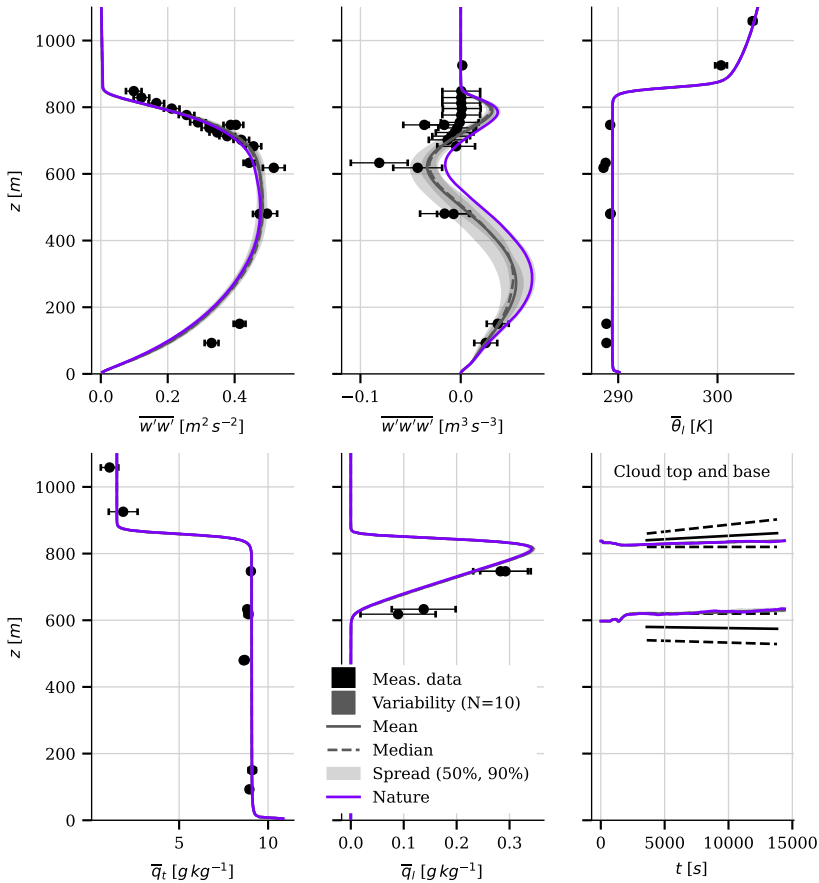 1000
800
600
400
200
0
z [m]
0.0 0.2 0.4
w′w′ [m² s⁻²]
−0.1 0.0
w′w′w′ [m³ s⁻³]
290 300
θₗ [K]
1000
800
600
400
200
0
z [m]
5 10
qₜ [g kg⁻¹]
Meas. data
Variability (N=10)
Mean
Median
Spread (50%, 90%)
Nature
0.0 0.1 0.2 0.3
qₗ [g kg⁻¹]
Cloud top and base
0 5000 10000 15000
t [s]